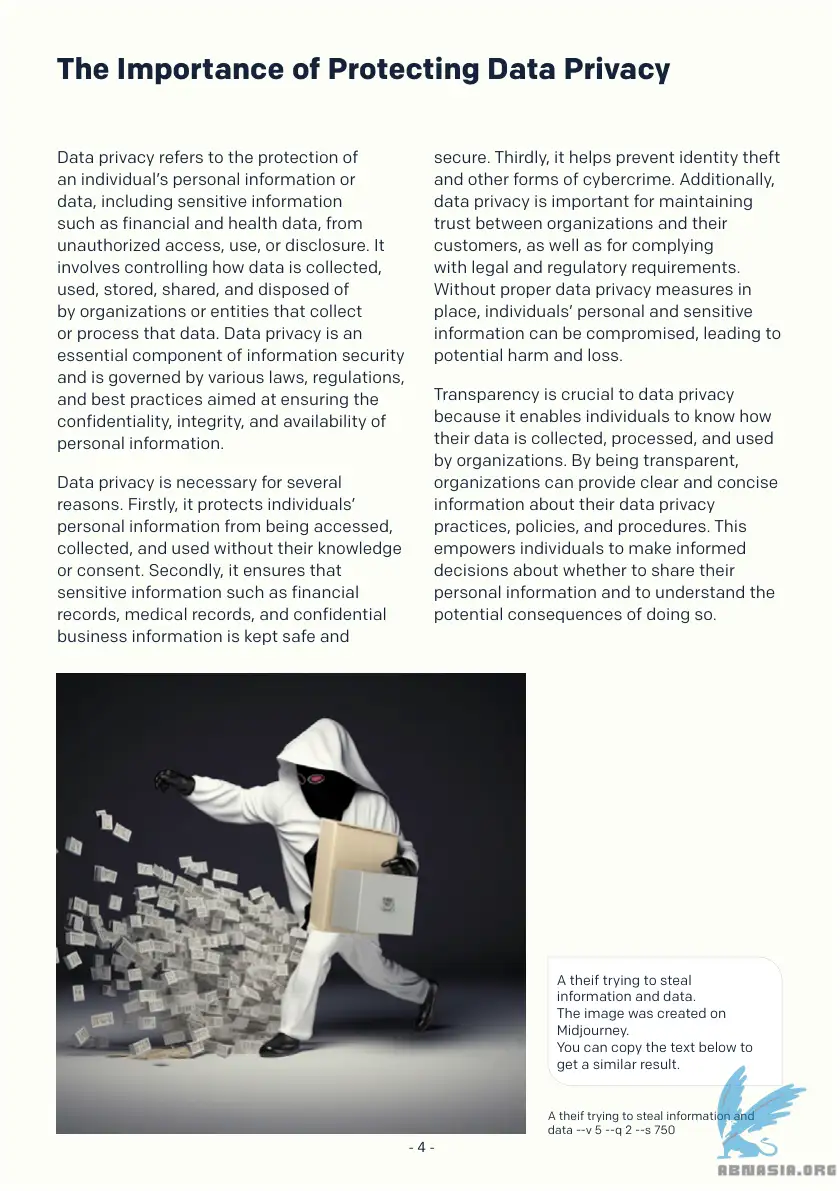 The Importance of Protecting Data Privacy
Data privacy refers to the protection of
an individual's personal information or
data, including sensitive information
such as financial and health data, from
unauthorized access, use, or disclosure. It
involves controlling how data is collected,
used, stored, shared, and disposed of
by organizations or entities that collect
or process that data. Data privacy is an
essential component of information security
and is governed by various laws, regulations,
and best practices aimed at ensuring the
confidentiality, integrity, and availability of
personal information.
Data privacy is necessary for several
reasons. Firstly, it protects individuals'
personal information from being accessed,
collected, and used without their knowledge
or consent. Secondly, it ensures that
sensitive information such as financial
records, medical records, and confidential
business information is kept safe and
secure. Thirdly, it helps prevent identity theft
and other forms of cybercrime. Additionally,
data privacy is important for maintaining
trust between organizations and their
customers, as well as for complying
with legal and regulatory requirements.
Without proper data privacy measures in
place, individuals' personal and sensitive
information can be compromised, leading to
potential harm and loss.
Transparency is crucial to data privacy
because it enables individuals to know how
their data is collected, processed, and used
by organizations. By being transparent,
organizations can provide clear and concise
information about their data privacy
practices, policies, and procedures. This
empowers individuals to make informed
decisions about whether to share their
personal information and to understand the
potential consequences of doing so.
A theif trying to steal
information and data.
The image was created on
Midjourney.
You can copy the text below to
get a similar result.
A theif trying to steal information and
data --v 5 --q 2 --s 750
- 4 -
ABNASIA.ORG